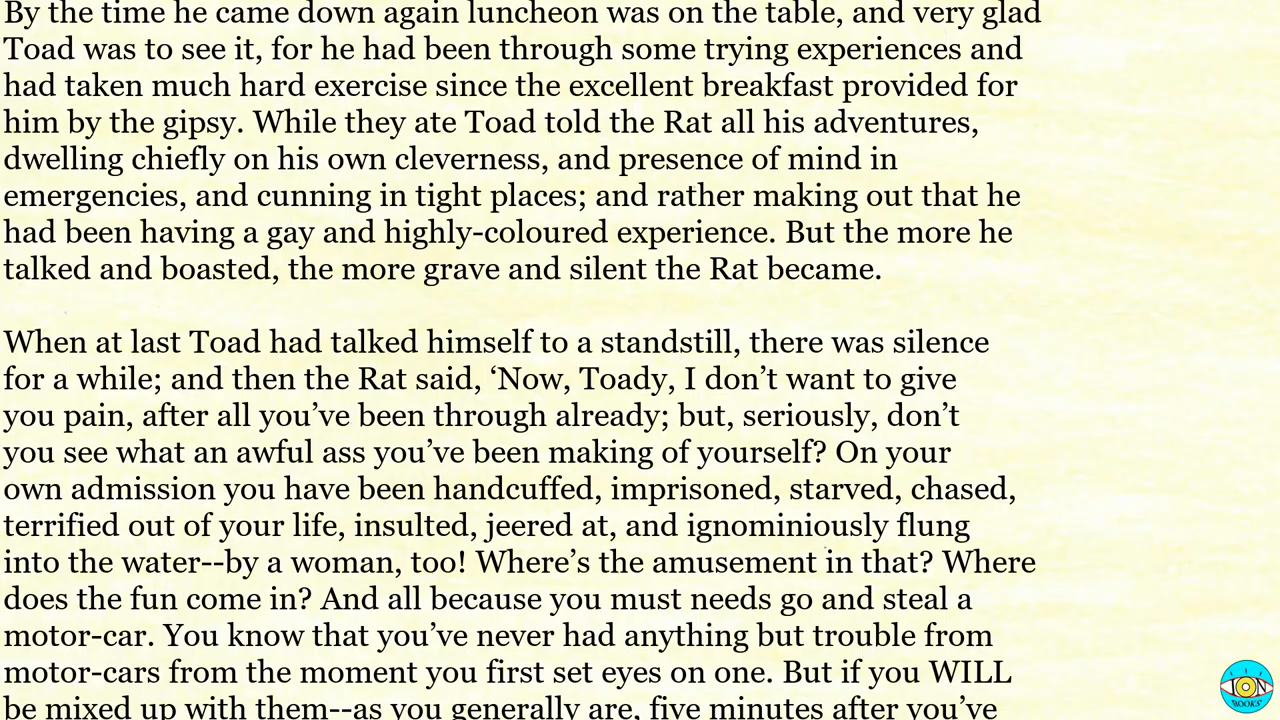 By the time he came down again luncheon was on the table, and very glad
Toad was to see it, for he had been through some trying experiences and
had taken much hard exercise since the excellent breakfast provided for
him by the gipsy. While they ate Toad told the Rat all his adventures,
dwelling chiefly on his own cleverness, and presence of mind in
emergencies, and cunning in tight places; and rather making out that he
had been having a gay and highly-coloured experience. But the more he
talked and boasted, the more grave and silent the Rat became.
When at last Toad had talked himself to a standstill, there was silence
for a while; and then the Rat said, ‘Now, Toady, I don’t want to give
you pain, after all you’ve been through already; but, seriously, don’t
you see what an awful ass you’ve been making of yourself? On your
own admission you have been handcuffed, imprisoned, starved, chased,
terrified out of your life, insulted, jeered at, and ignominiously flung
into the water--by a woman, too! Where’s the amusement in that? Where
does the fun come in? And all because you must needs go and steal a
motor-car. You know that you’ve never had anything but trouble from
motor-cars from the moment you first set eyes on one. But if you WILL
be mixed up with them--as you generally are, five minutes after you’ve
ION
BOOKS